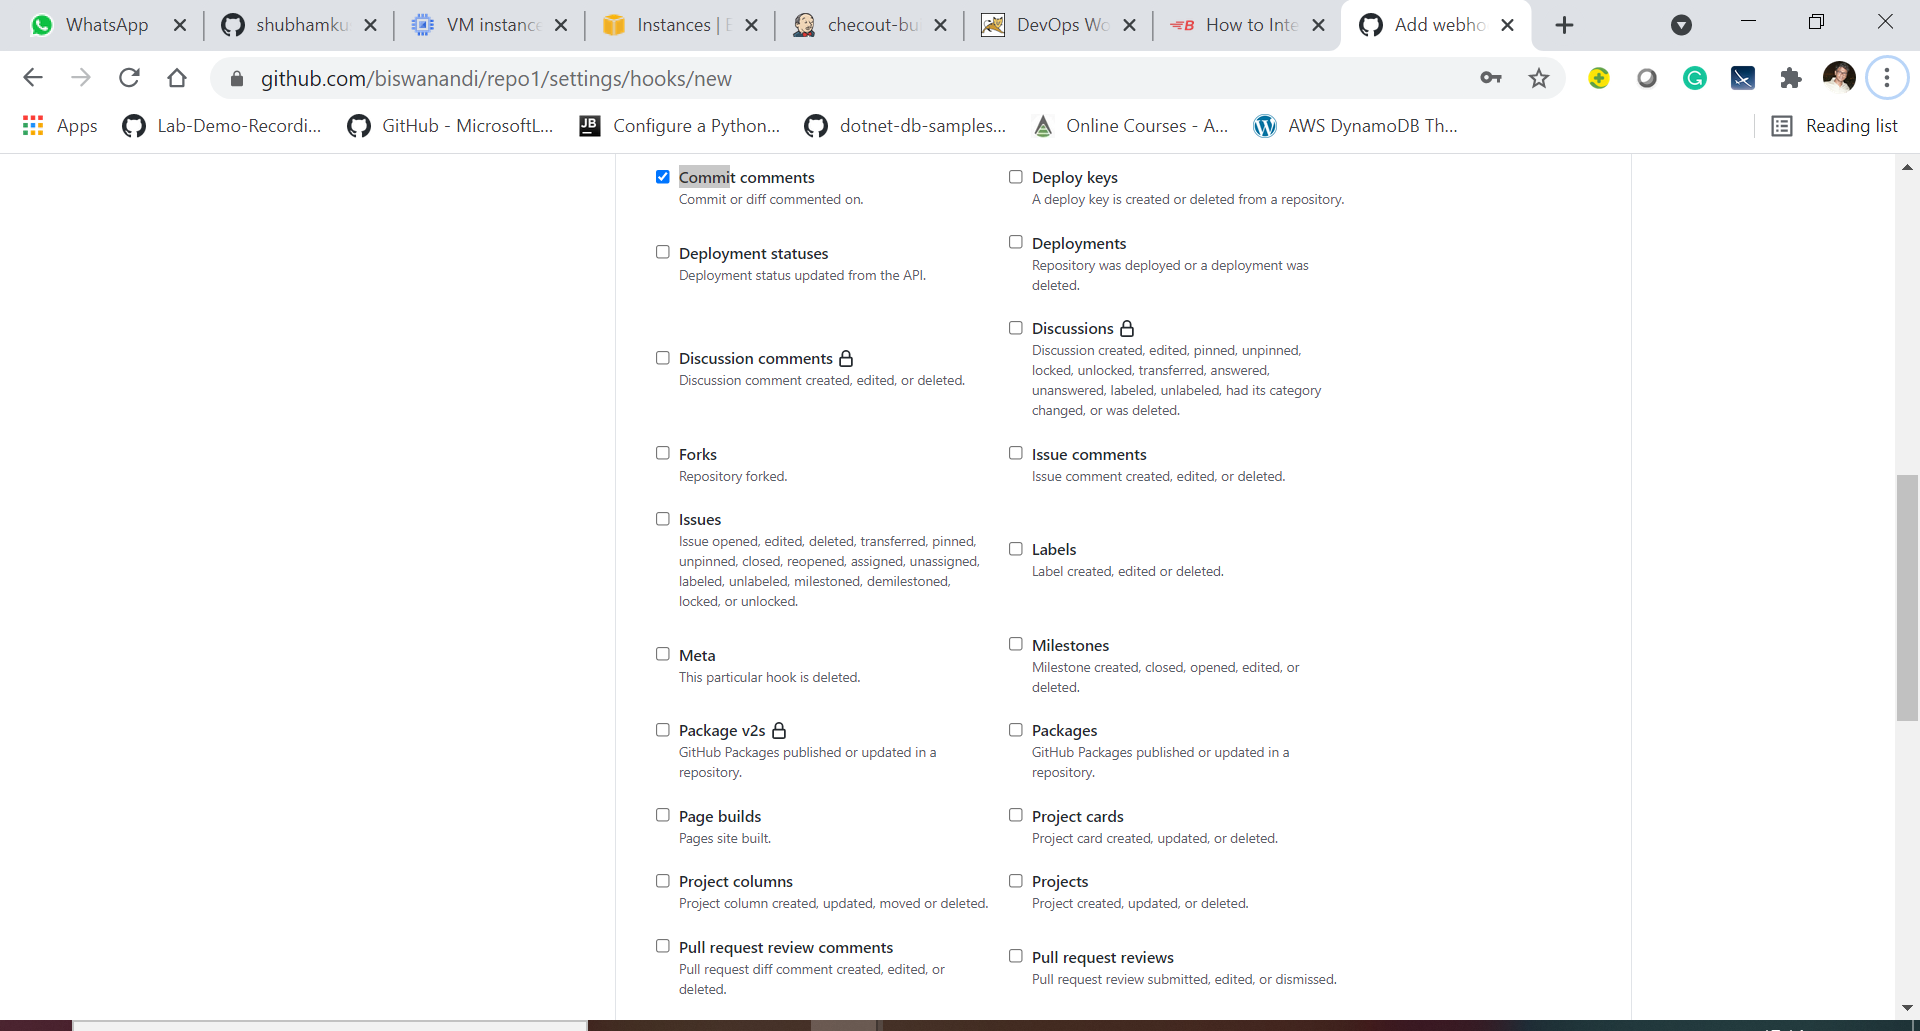 WhatsApp
shubhamku
VM instance
Instances | E
checout-bui
DevOps Wo
How to Inte
Add webho
github.com/biswanandi/repo1/settings/hooks/new
Apps
Lab-Demo-Recordi...
GitHub - MicrosoftL...
Configure a Python...
dotnet-db-samples...
Online Courses - A...
AWS DynamoDB Th...
Reading list
Commit comments
Commit or diff commented on.
Deploy keys
A deploy key is created or deleted from a repository.
Deployment statuses
Deployment status updated from the API.
Deployments
Repository was deployed or a deployment was
deleted.
Discussion comments
Discussion comment created, edited, or deleted.
Discussions
Discussion created, edited, pinned, unpinned,
locked, unlocked, transferred, answered,
unanswered, labeled, unlabeled, had its category
changed, or was deleted.
Forks
Repository forked.
Issue comments
Issue comment created, edited, or deleted.
Issues
Issue opened, edited, deleted, transferred, pinned,
unpinned, closed, reopened, assigned, unassigned,
labeled, unlabeled, milestoned, demilestoned,
locked, or unlocked.
Labels
Label created, edited or deleted.
Meta
This particular hook is deleted.
Milestones
Milestone created, closed, opened, edited, or
deleted.
Package v2s
GitHub Packages published or updated in a
repository.
Packages
GitHub Packages published or updated in a
repository.
Page builds
Pages site built.
Project cards
Project card created, updated, or deleted.
Project columns
Project column created, updated, moved or deleted.
Projects
Project created, updated, or deleted.
Pull request review comments
Pull request diff comment created, edited, or
deleted.
Pull request reviews
Pull request review submitted, edited, or dismissed.